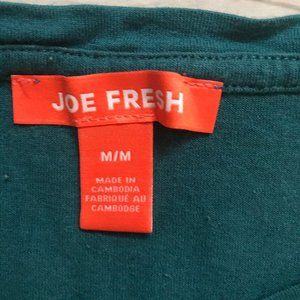 JOE FRESH
M/M
MADE IN
CAMBODIA
FABRIQUÉ AU
CAMBODGE